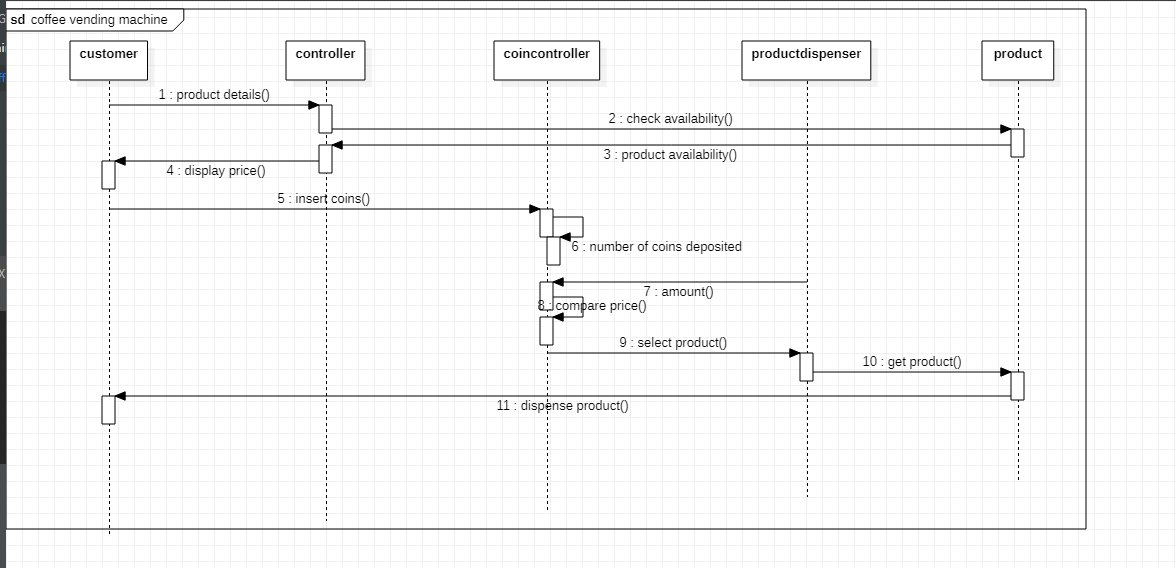 sd coffee vending machine
customer
controller
coincontroller
productdispenser
product
1 : product details()
2 : check availability()
3 : product availability()
4 : display price()
5 : insert coins()
6 : number of coins deposited
7 : amount()
8 : compare price()
9 : select product()
10 : get product()
11 : dispense product()